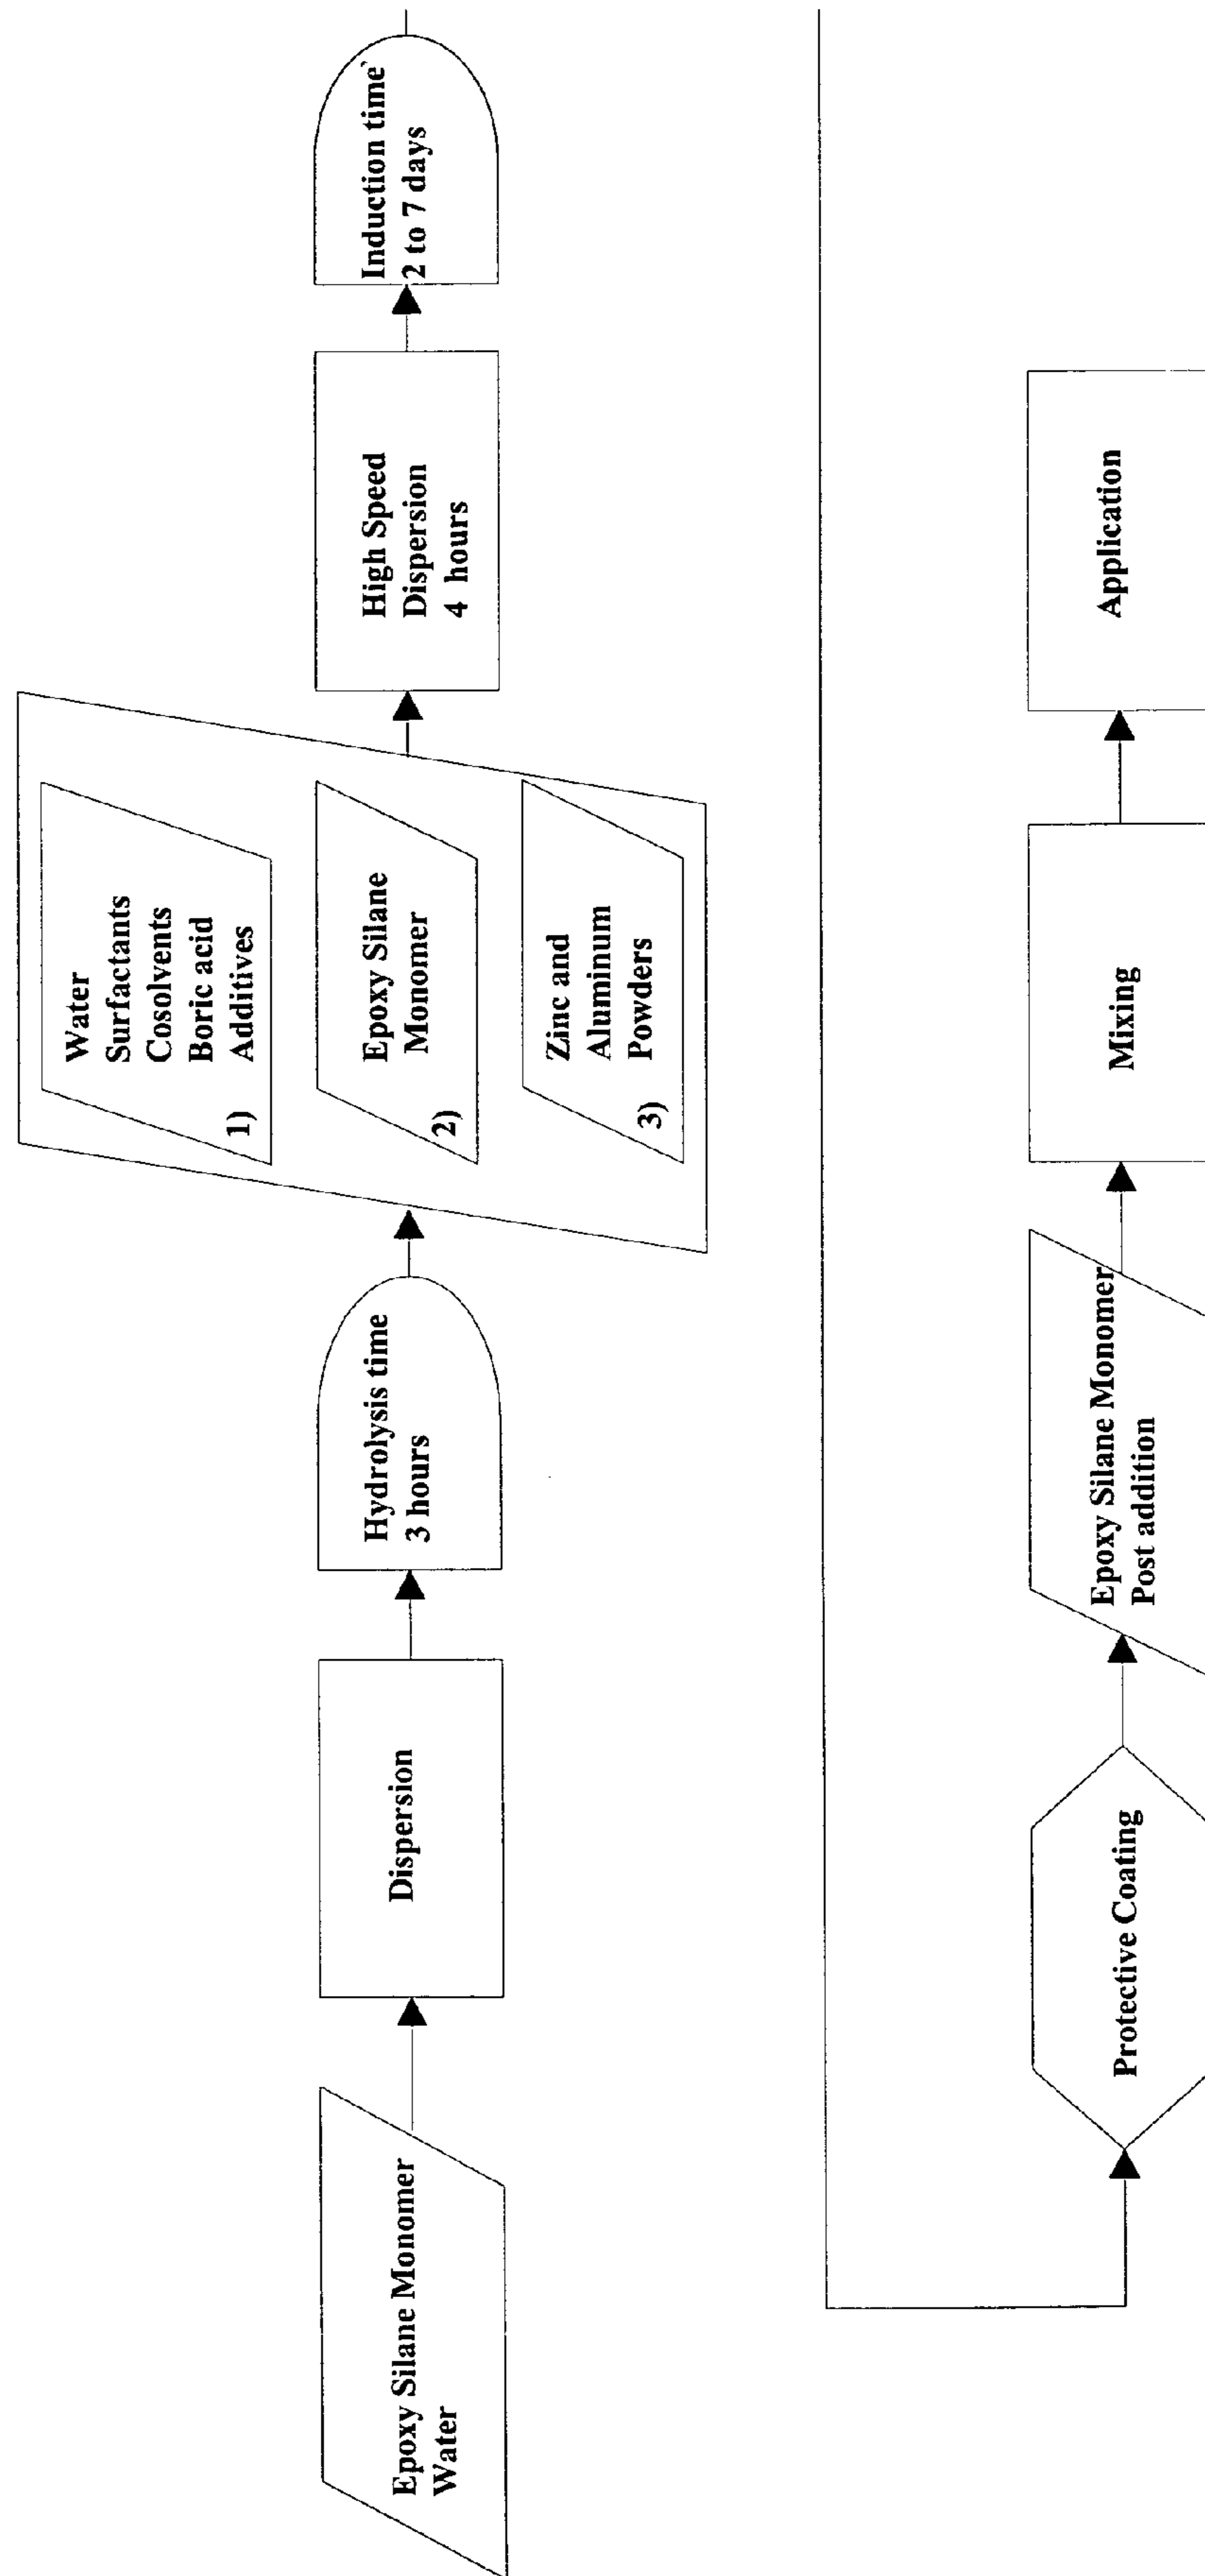 Epoxy Silane Monomer
Water
Dispersion
Hydrolysis time
3 hours
Water
Surfactants
Cosolvents
Boric acid
Additives
1)
Epoxy Silane
Monomer
2)
Zinc and
Aluminum
Powders
3)
High Speed
Dispersion
4 hours
Induction time`
2 to 7 days
Protective Coating
Epoxy Silane Monomer
Post addition
Mixing
Application